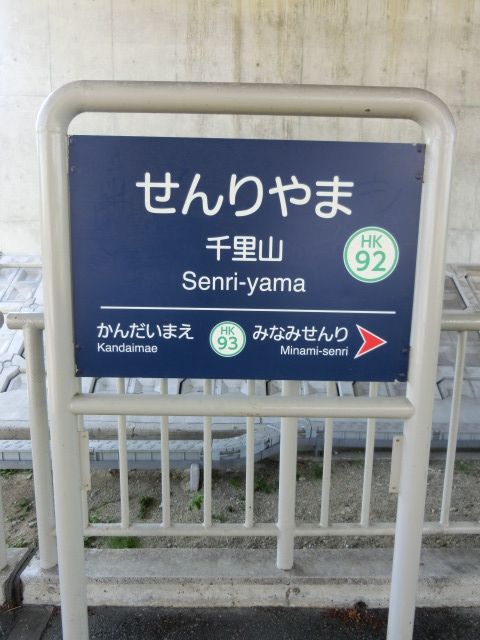 せんりやま
千里山
HK
92
Senri-yama
かんだいまえ HK 93 みなみせんり
Kandaimae Minami-senri